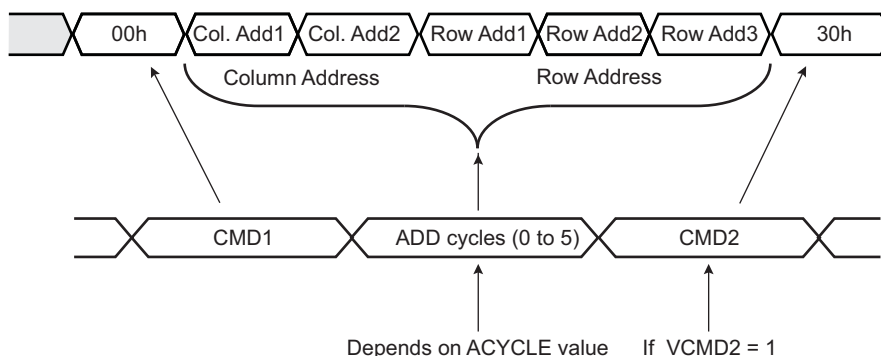 00h Col. Add1 Col. Add2 Row Add1 Row Add2 Row Add3 30h
Column Address Row Address
CMD1 ADD cycles (0 to 5) CMD2
Depends on ACYCLE value If VCMD2 = 1